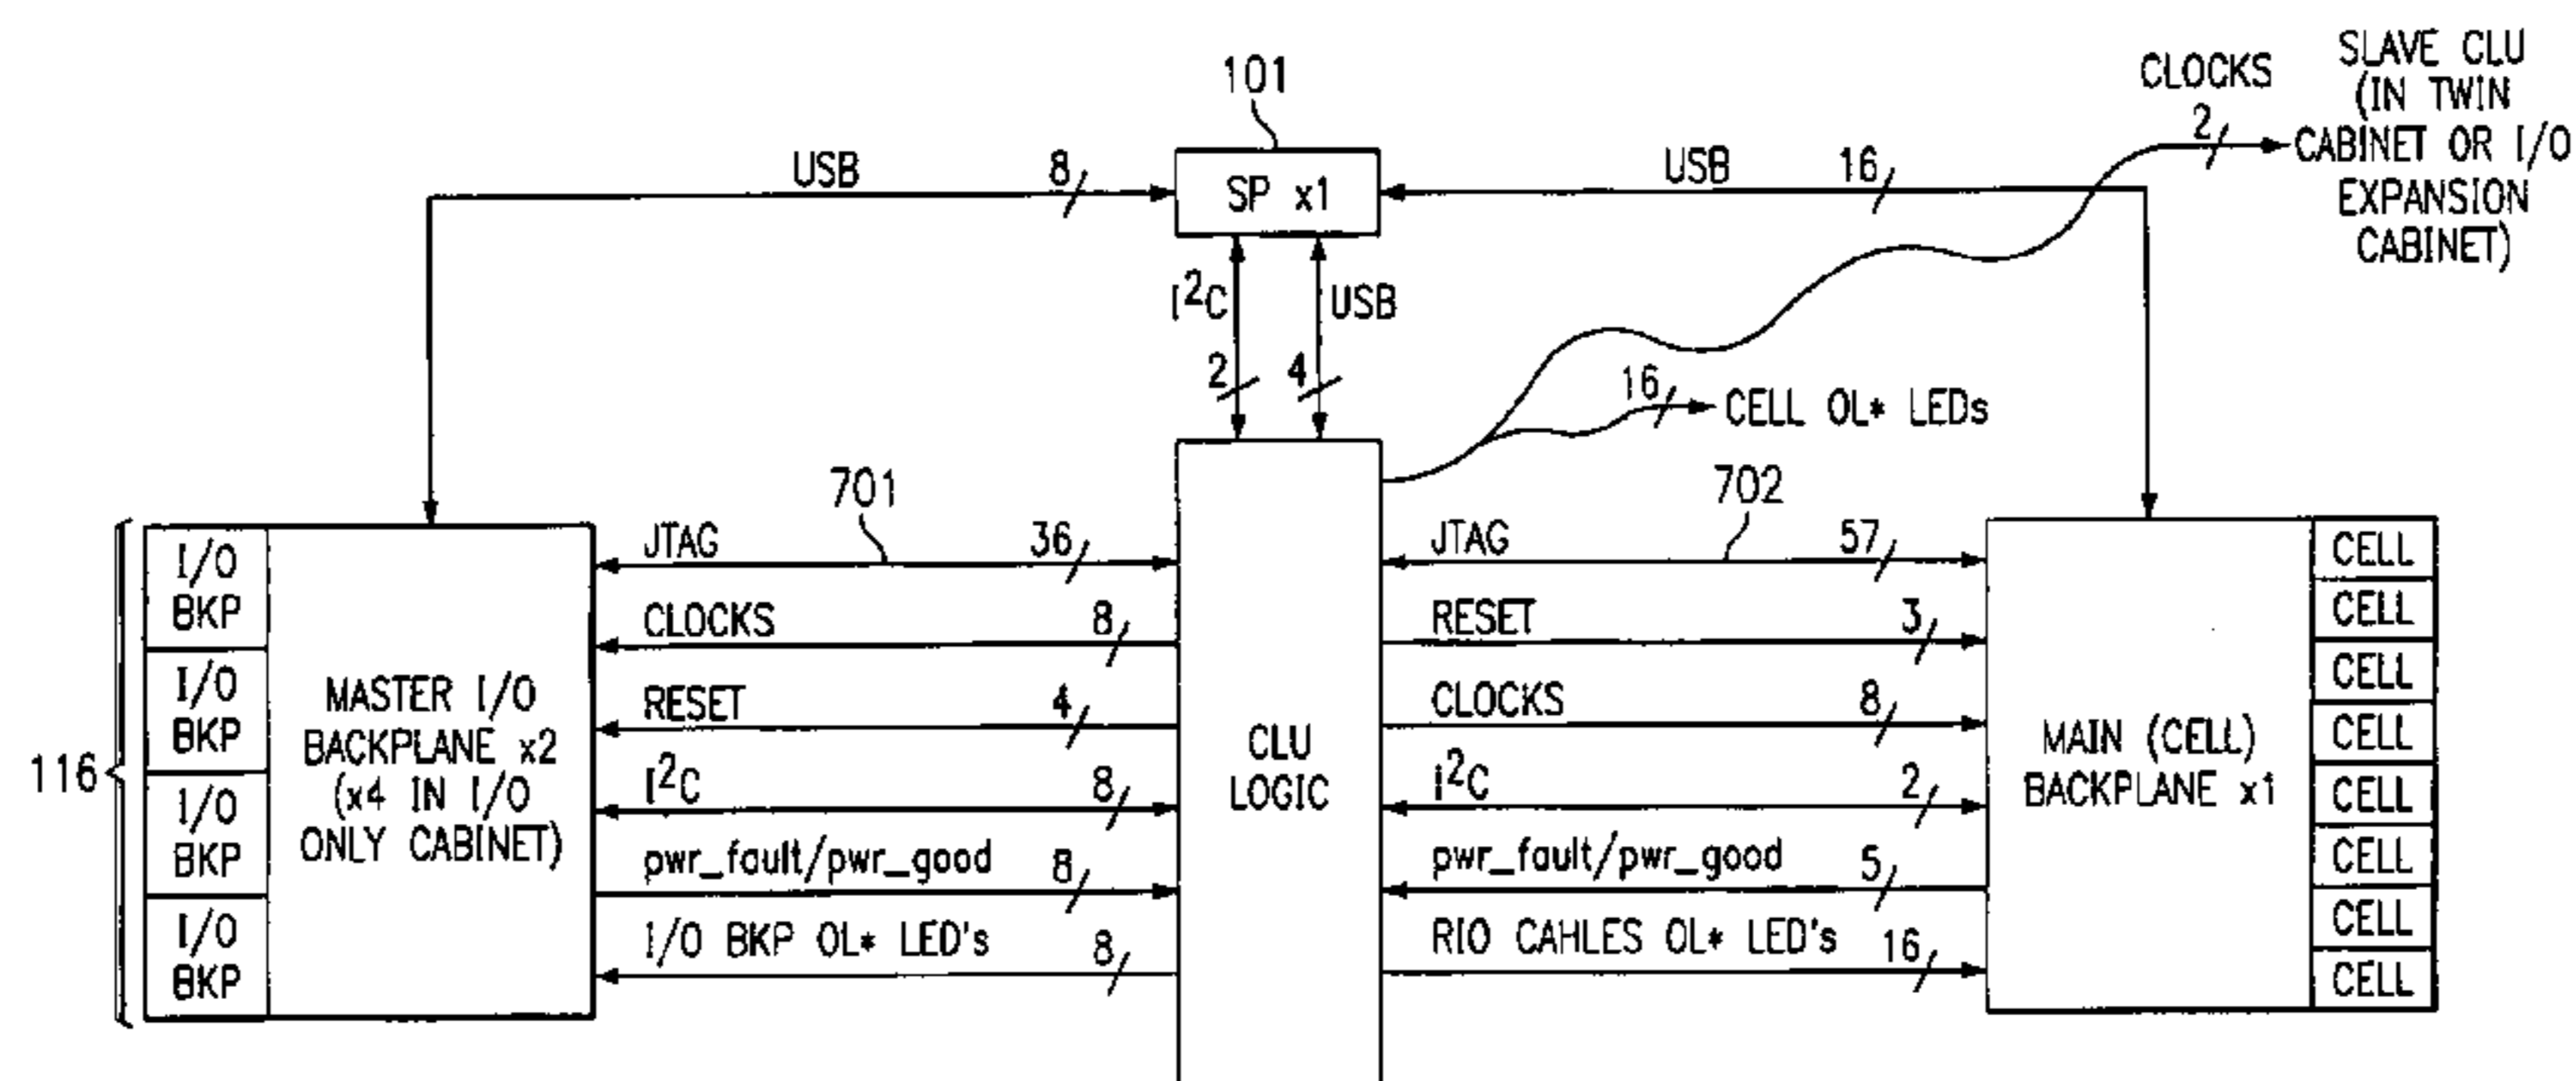 101
CLOCKS
2
SLAVE CLU
(IN TWIN
CABINET OR I/O
EXPANSION
CABINET)
USB
8
SP x1
USB
16
I²C
USB
2
4
16
CELL OL* LEDs
701
702
116
I/O
BKP
I/O
BKP
I/O
BKP
I/O
BKP
MASTER I/O
BACKPLANE x2
(x4 IN I/O
ONLY CABINET)
JTAG
36
CLOCKS
8
RESET
4
I²C
8
pwr_fault/pwr_good
8
I/O BKP OL* LED's
8
CLU
LOGIC
JTAG
57
RESET
3
CLOCKS
8
i²C
2
pwr_fault/pwr_good
5
RIO CAHLES OL* LED's
16
MAIN (CELL)
BACKPLANE x1
CELL
CELL
CELL
CELL
CELL
CELL
CELL
CELL